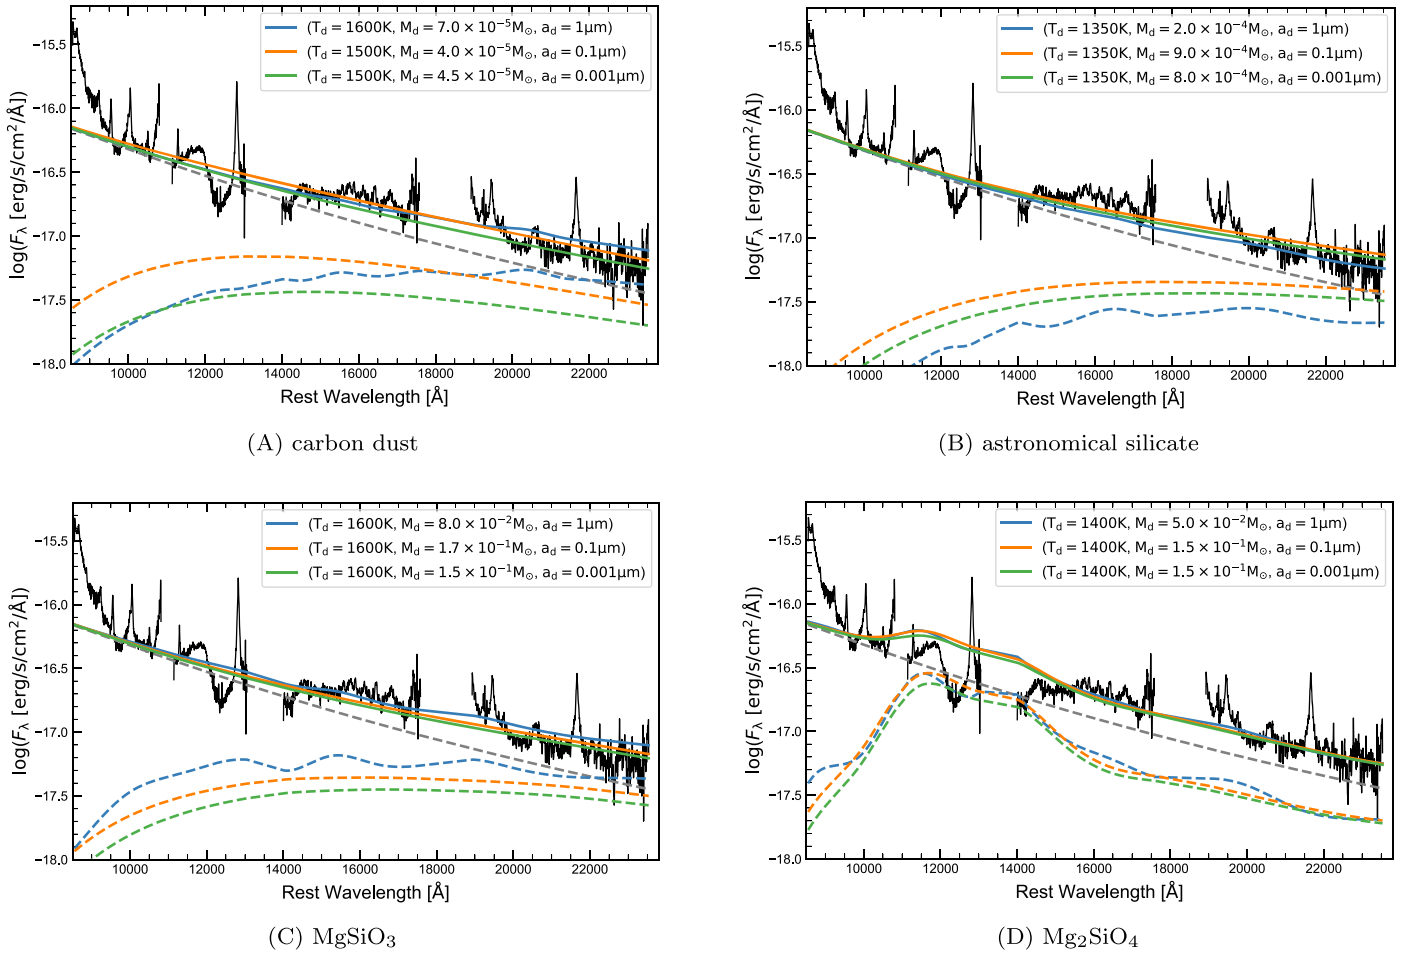 (T_d = 1600K, M_d = 7.0 × 10^−5 M_⊙, a_d = 1µm)
(T_d = 1500K, M_d = 4.0 × 10^−5 M_⊙, a_d = 0.1µm)
(T_d = 1500K, M_d = 4.5 × 10^−5 M_⊙, a_d = 0.001µm)
−15.5
−16.0
−16.5
−17.0
−17.5
−18.0
log(F_λ [erg/s/cm²/Å])
10000 12000 14000 16000 18000 20000 22000
Rest Wavelength [Å]
(A) carbon dust
(T_d = 1350K, M_d = 2.0 × 10^−4 M_⊙, a_d = 1µm)
(T_d = 1350K, M_d = 9.0 × 10^−4 M_⊙, a_d = 0.1µm)
(T_d = 1350K, M_d = 8.0 × 10^−4 M_⊙, a_d = 0.001µm)
−15.5
−16.0
−16.5
−17.0
−17.5
−18.0
log(F_λ [erg/s/cm²/Å])
10000 12000 14000 16000 18000 20000 22000
Rest Wavelength [Å]
(B) astronomical silicate
(T_d = 1600K, M_d = 8.0 × 10^−2 M_⊙, a_d = 1µm)
(T_d = 1600K, M_d = 1.7 × 10^−1 M_⊙, a_d = 0.1µm)
(T_d = 1600K, M_d = 1.5 × 10^−1 M_⊙, a_d = 0.001µm)
−15.5
−16.0
−16.5
−17.0
−17.5
−18.0
log(F_λ [erg/s/cm²/Å])
10000 12000 14000 16000 18000 20000 22000
Rest Wavelength [Å]
(C) MgSiO₃
(T_d = 1400K, M_d = 5.0 × 10^−2 M_⊙, a_d = 1µm)
(T_d = 1400K, M_d = 1.5 × 10^−1 M_⊙, a_d = 0.1µm)
(T_d = 1400K, M_d = 1.5 × 10^−1 M_⊙, a_d = 0.001µm)
−15.5
−16.0
−16.5
−17.0
−17.5
−18.0
log(F_λ [erg/s/cm²/Å])
10000 12000 14000 16000 18000 20000 22000
Rest Wavelength [Å]
(D) Mg₂SiO₄